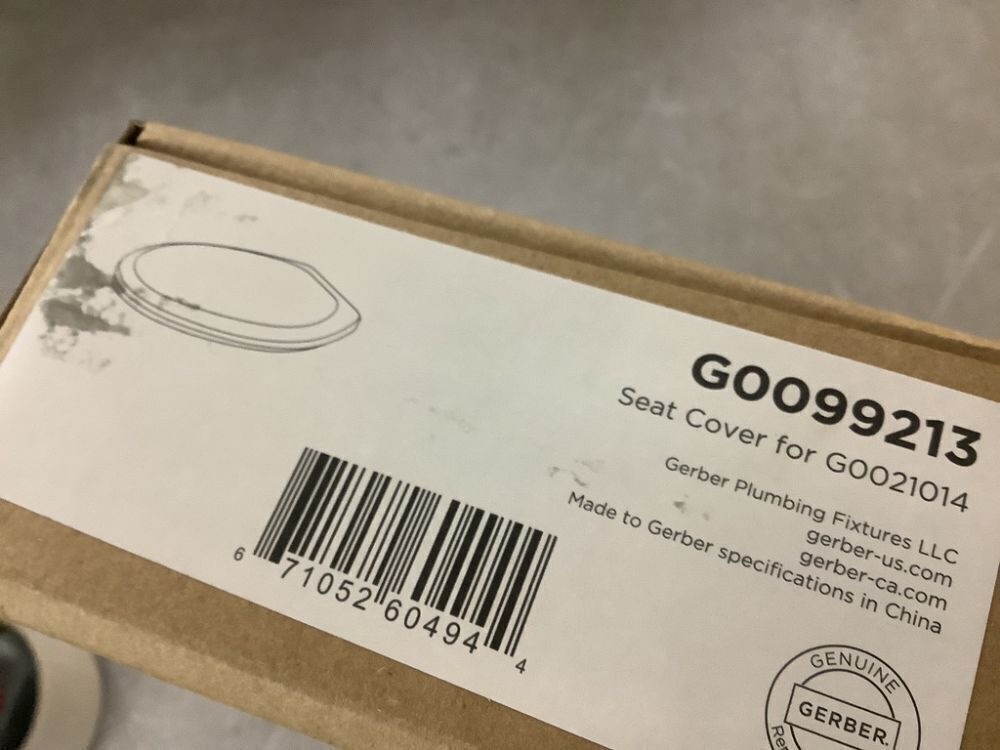 G0099213
Seat Cover for G0021014
Gerber Plumbing Fixtures LLC
gerber-us.com
gerber-ca.com
Made to Gerber specifications in China
6 71052 60494 4
GENUINE
GERBER.